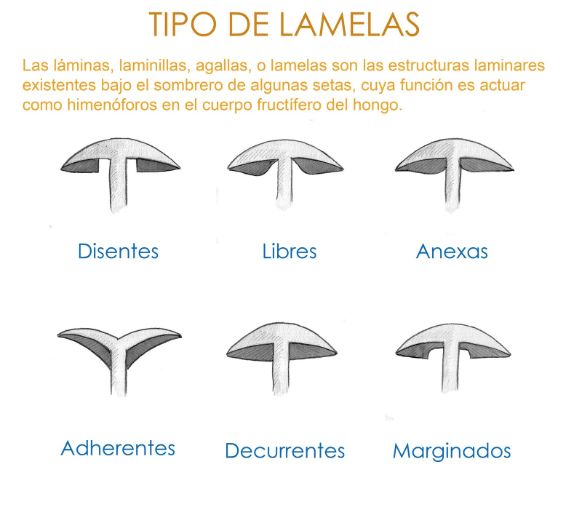 TIPO DE LAMELAS
Las láminas, laminillas, agallas, o lamelas son las estructuras laminares
existentes bajo el sombrero de algunas setas, cuya función es actuar
como himenóforos en el cuerpo fructífero del hongo.
Disentes
Libres
Anexas
Adherentes
Decurrentes
Marginados